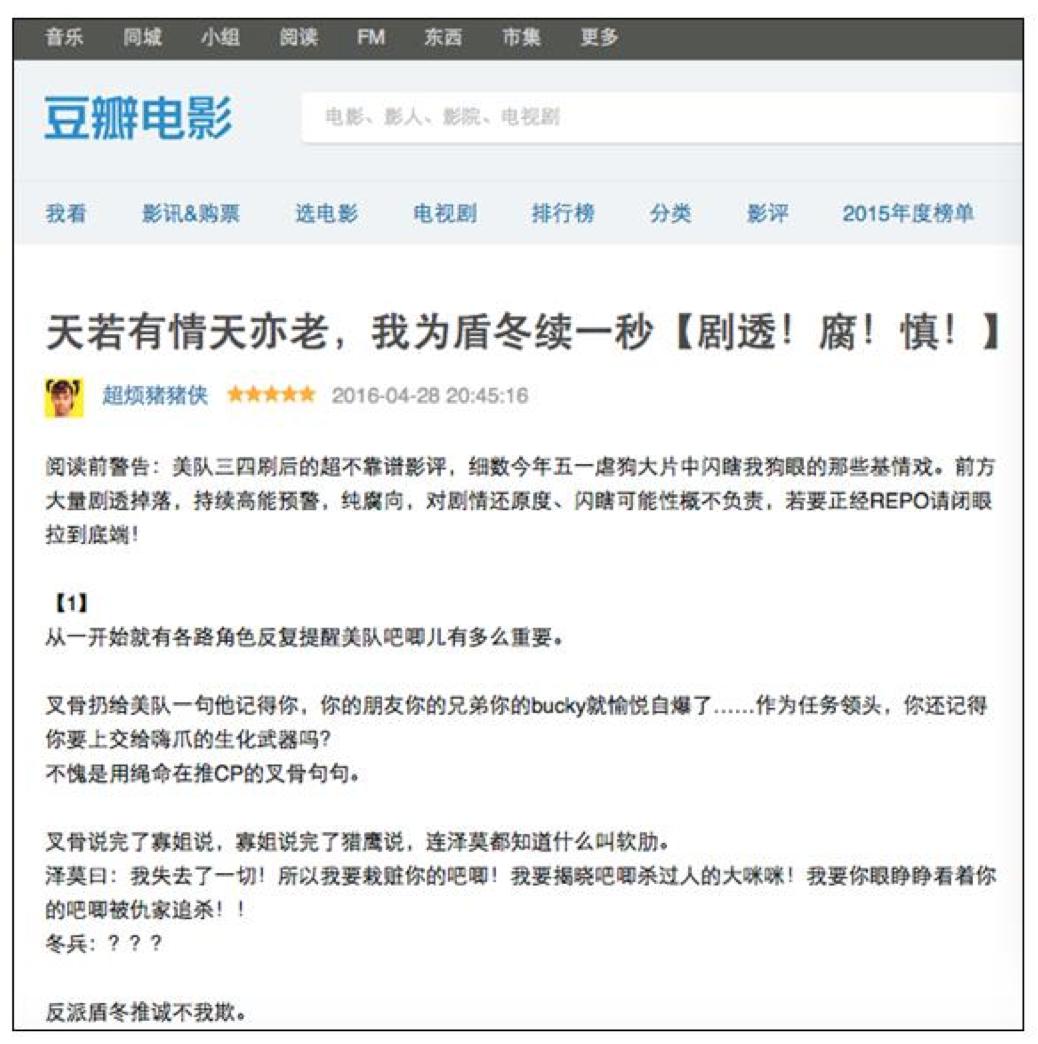 音乐 同城 小组 阅读 FM 东西 市集 更多
豆瓣电影 电影、影人、影院、电视剧
我看 影讯&购票 选电影 电视剧 排行榜 分类 影评 2015年度榜单
天若有情天亦老，我为盾冬续一秒【剧透！腐！慎！】
超烦猪猪侠 ★★★★★ 2016-04-28 20:45:16
阅读前警告：美队三四刷后的超不靠谱影评，细数今年五一虐狗大片中闪瞎我狗眼的那些基情戏。前方
大量剧透掉落，持续高能预警，纯腐向，对剧情还原度、闪瞎可能性概不负责，若要正经REPO请闭眼
拉到底端！
【1】
从一开始就有各路角色反复提醒美队吧唧儿有多么重要。
叉骨扔给美队一句他记得你，你的朋友你的兄弟你的bucky就愉悦自爆了……作为任务领头，你还记得
你要上交给嗨爪的生化武器吗？
不愧是用绳命在推CP的叉骨句句。
叉骨说完了寡姐说，寡姐说完了猎鹰说，连泽莫都知道什么叫软肋。
泽莫曰：我失去了一切！所以我要栽赃你的吧唧！我要揭晓吧唧杀过人的大咪咪！我要你眼睁睁看着你
的吧唧被仇家追杀！！
冬兵：？？？
反派盾冬推诚不我欺。